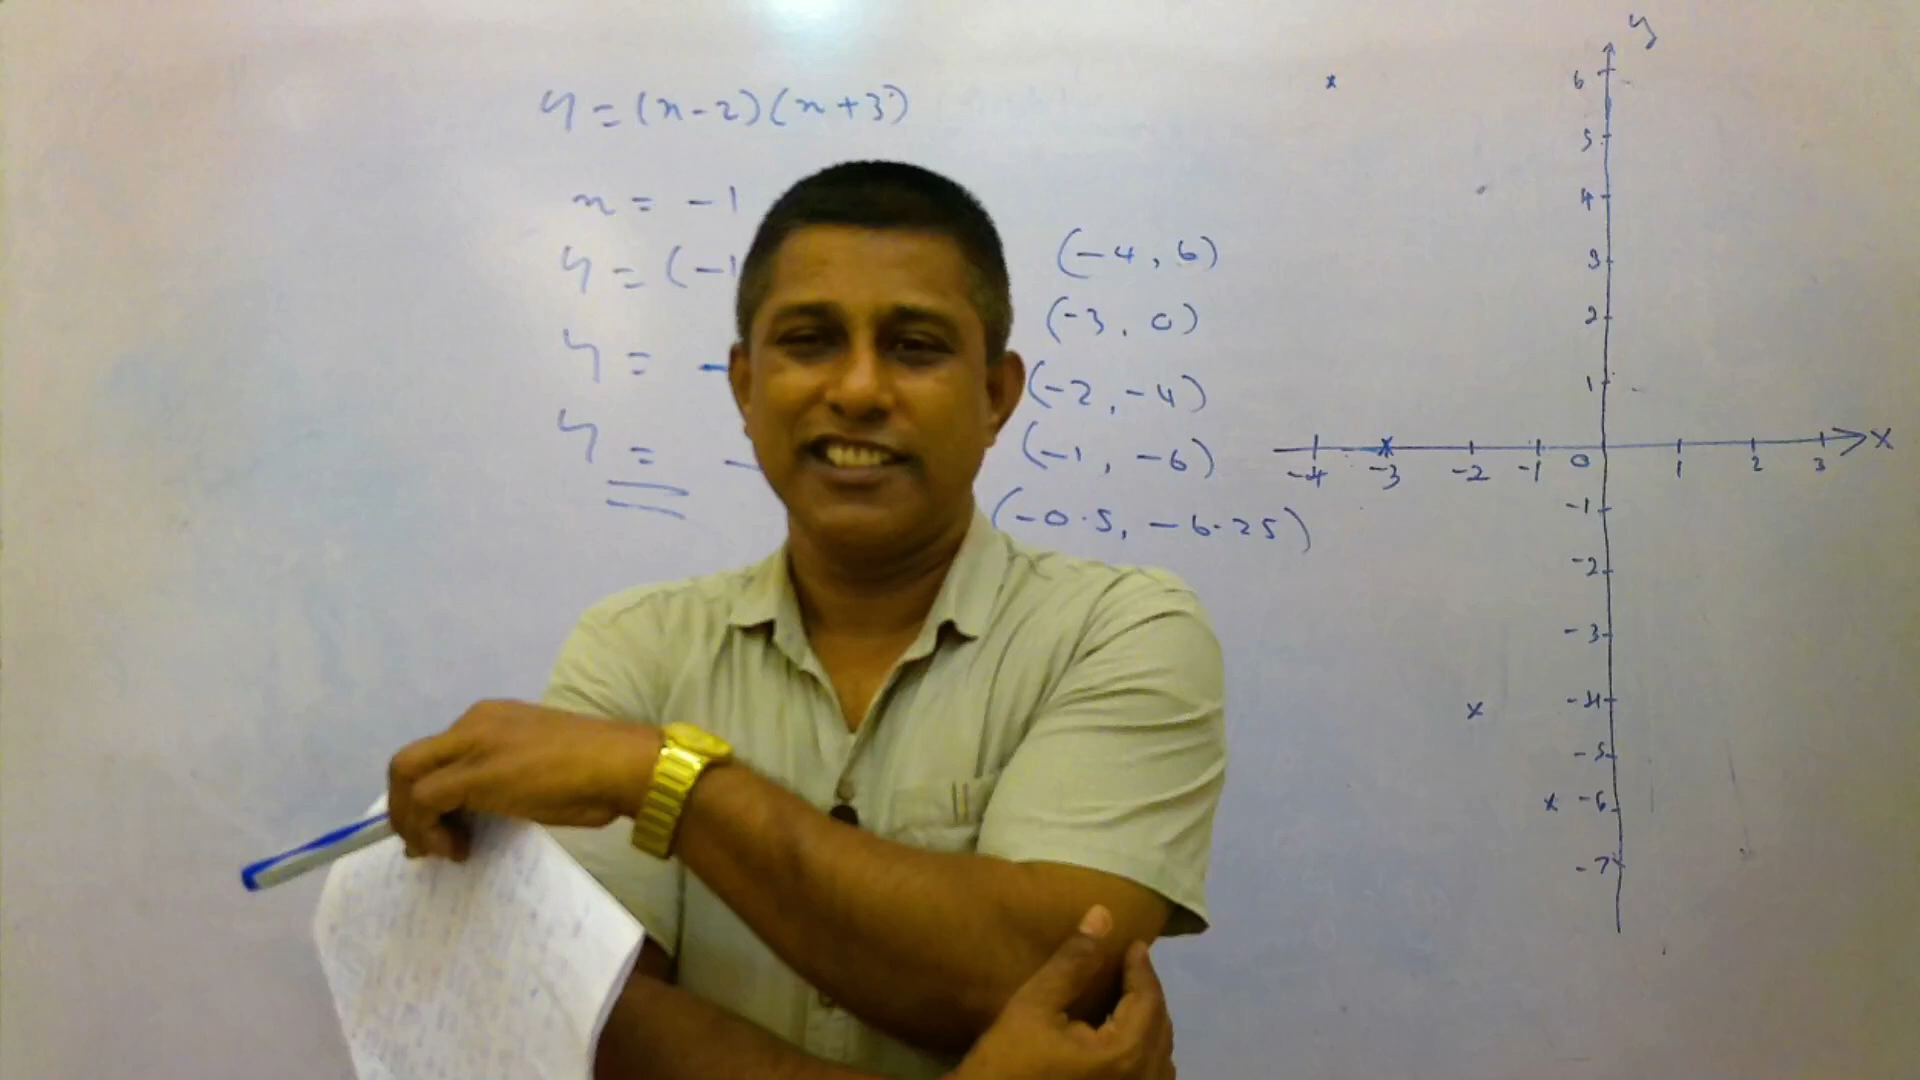 y = (x-2)(x+3)
x = -1
y = (-1
y = -
y = -
(-4, 6)
(-3, 0)
(-2, -4)
(-1, -6)
(-0.5, -6.25)
y
6
5
4
3
2
1
-4 -3 -2 -1 0 1 2 3 x
-1
-2
-3
-4
-5
-6
-7